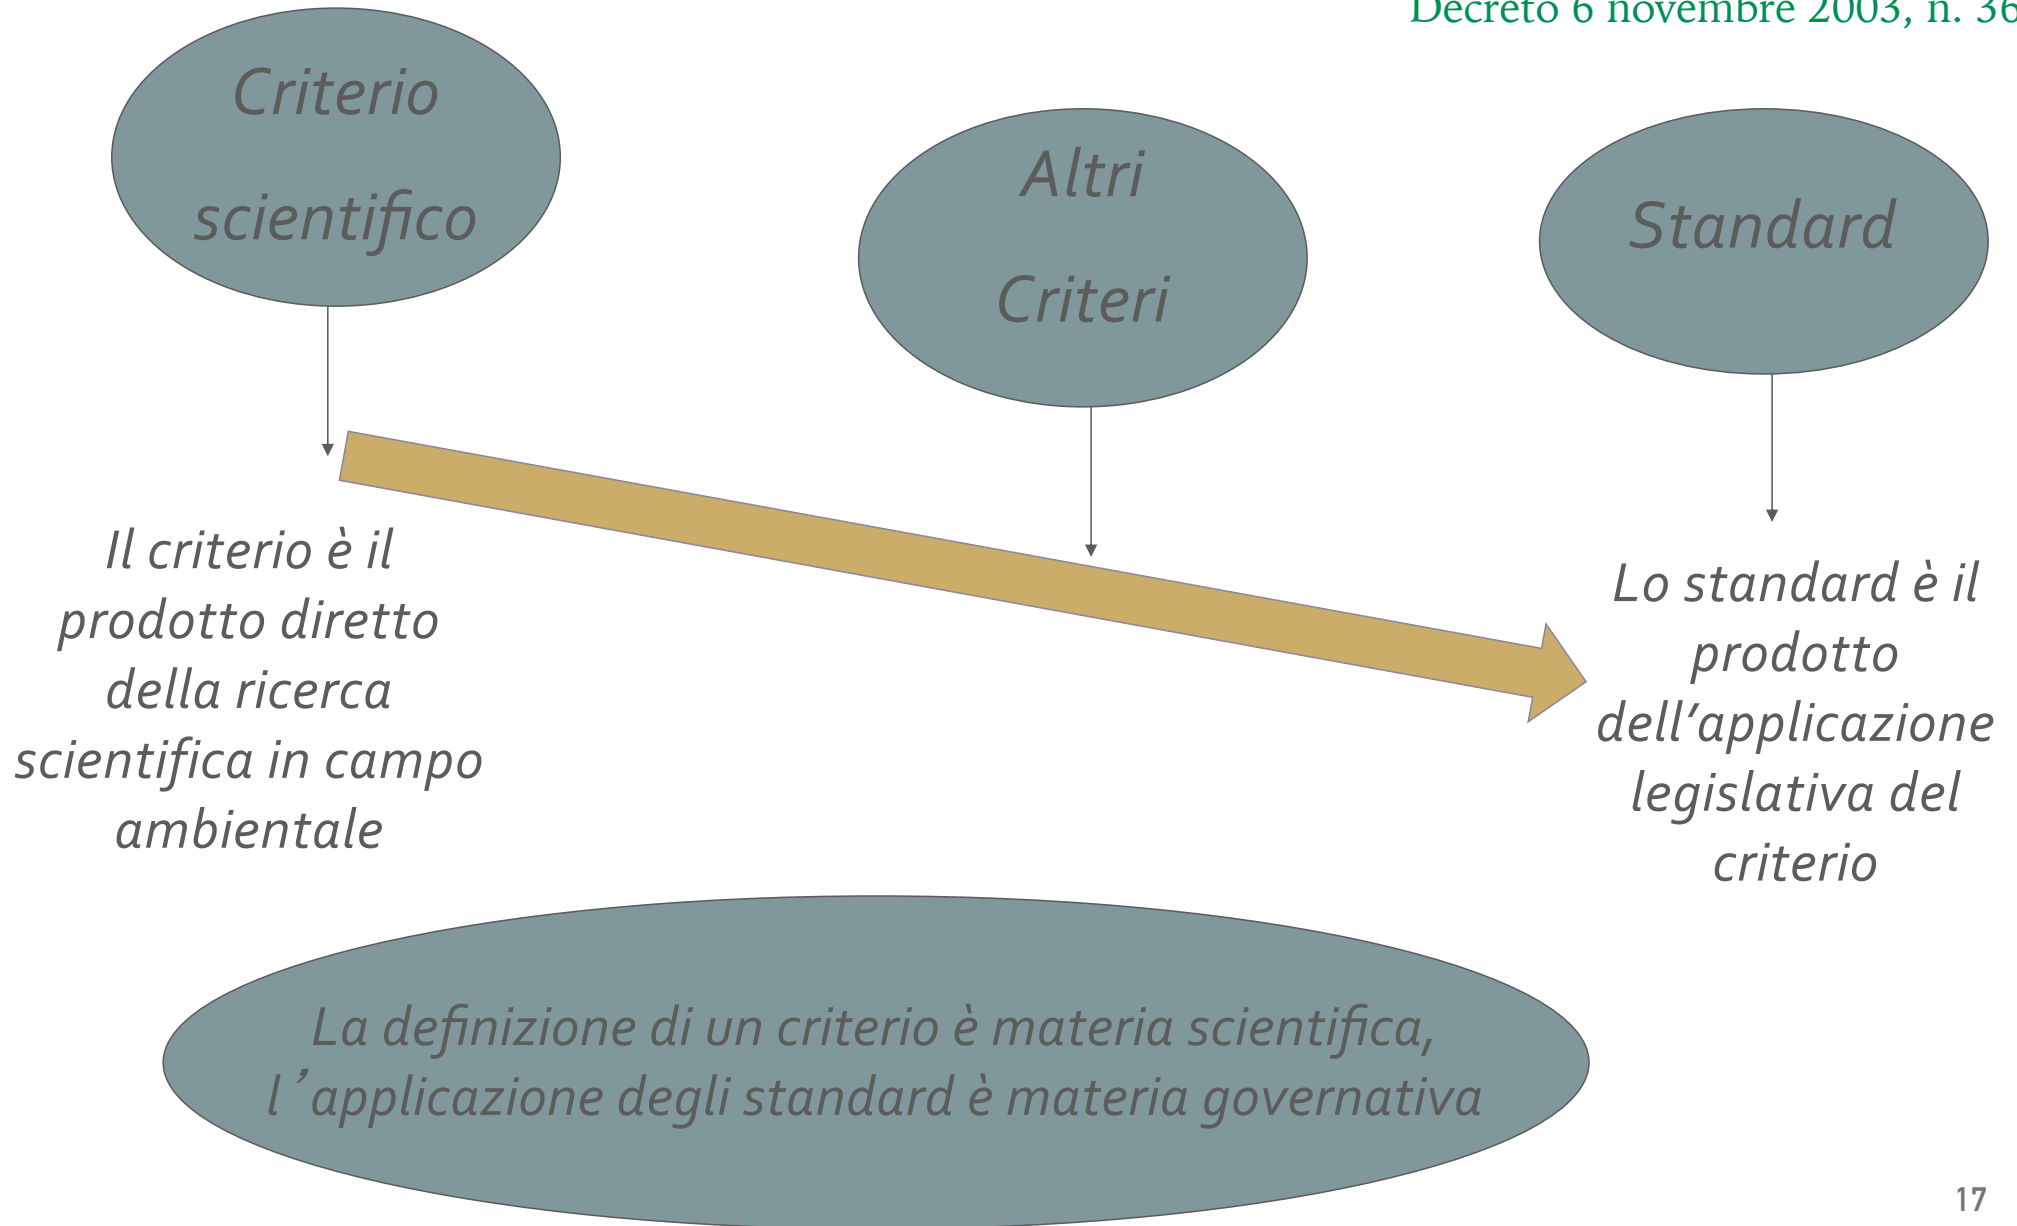 Decreto 6 novembre 2003, n. 36
Criterio
scientifico
Altri
Criteri
Standard
Il criterio è il
prodotto diretto
della ricerca
scientifica in campo
ambientale
Lo standard è il
prodotto
dell’applicazione
legislativa del
criterio
La definizione di un criterio è materia scientifica,
l’applicazione degli standard è materia governativa
17